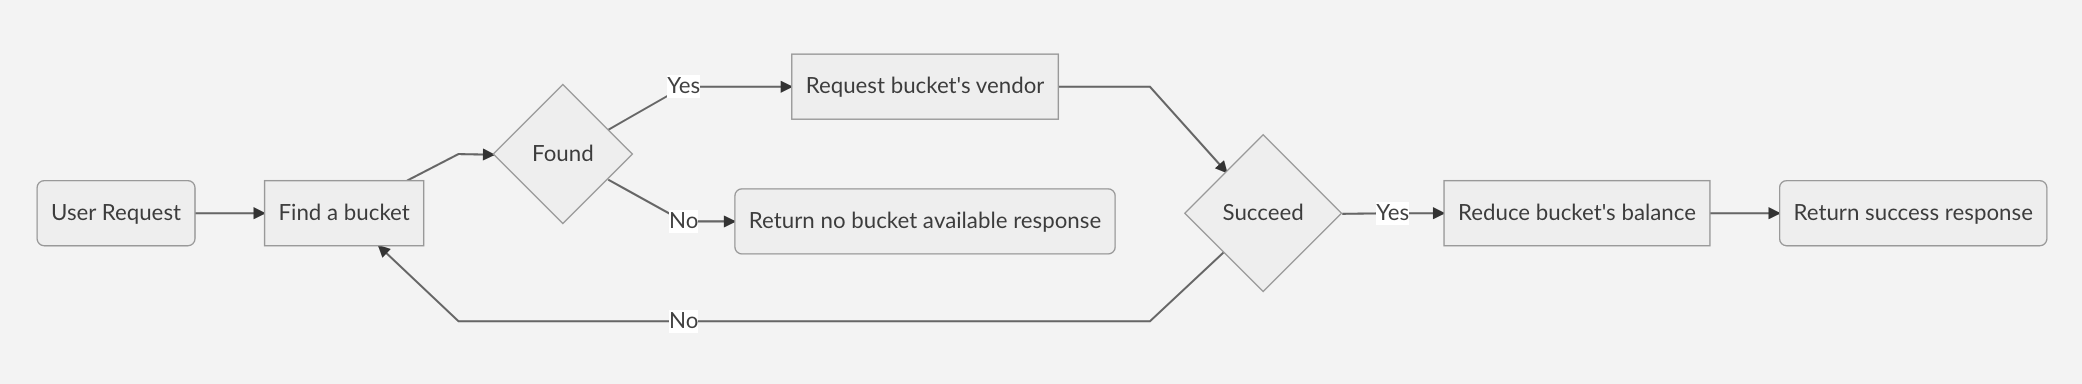 User Request
Find a bucket
Found
Yes
Request bucket's vendor
No
Return no bucket available response
Succeed
Yes
Reduce bucket's balance
Return success response
No